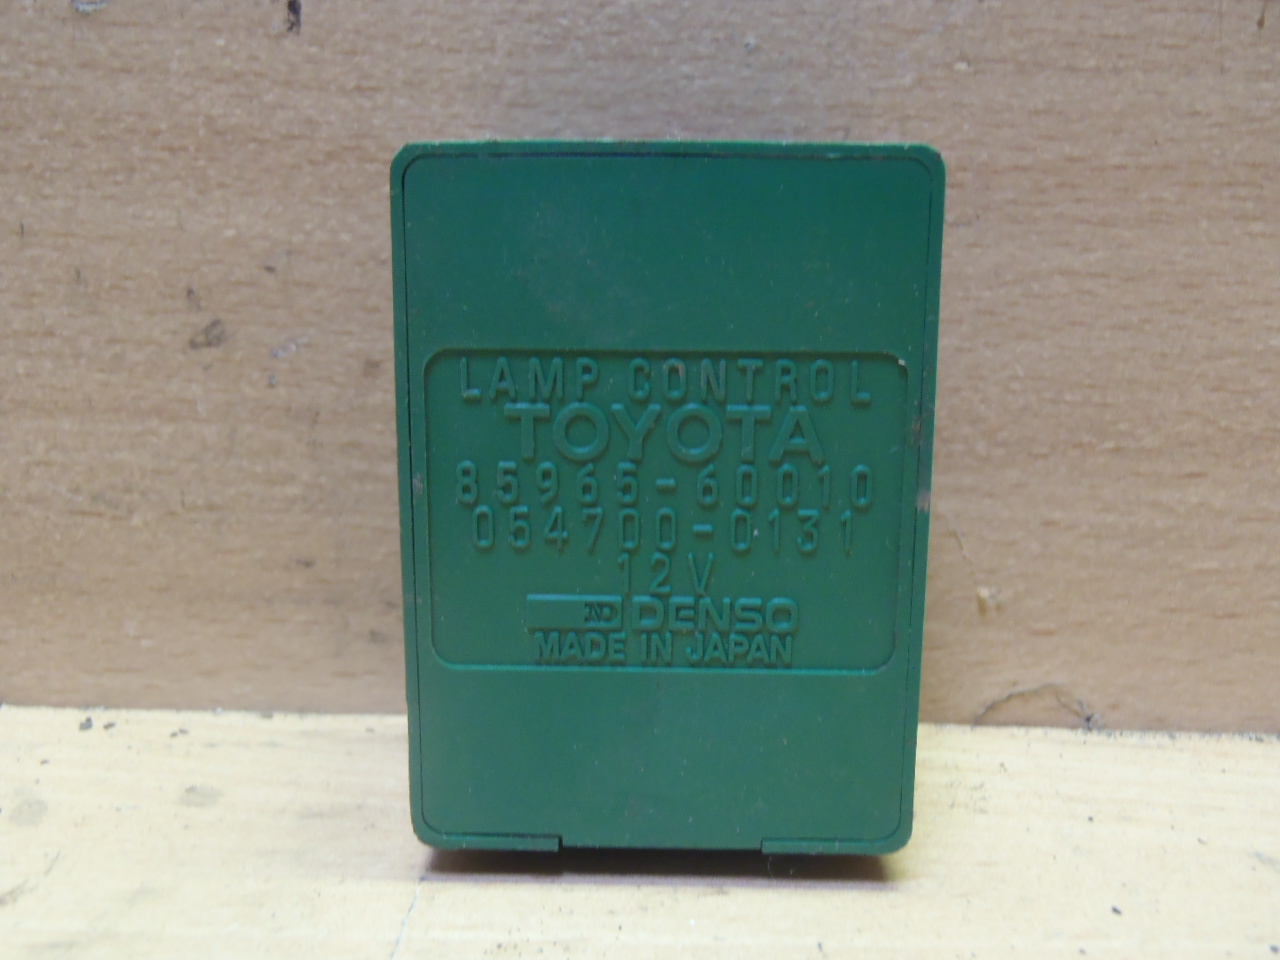 LAMP CONTROL
TOYOTA
85965-60010
054700-0131
12V
ND DENSO
MADE IN JAPAN